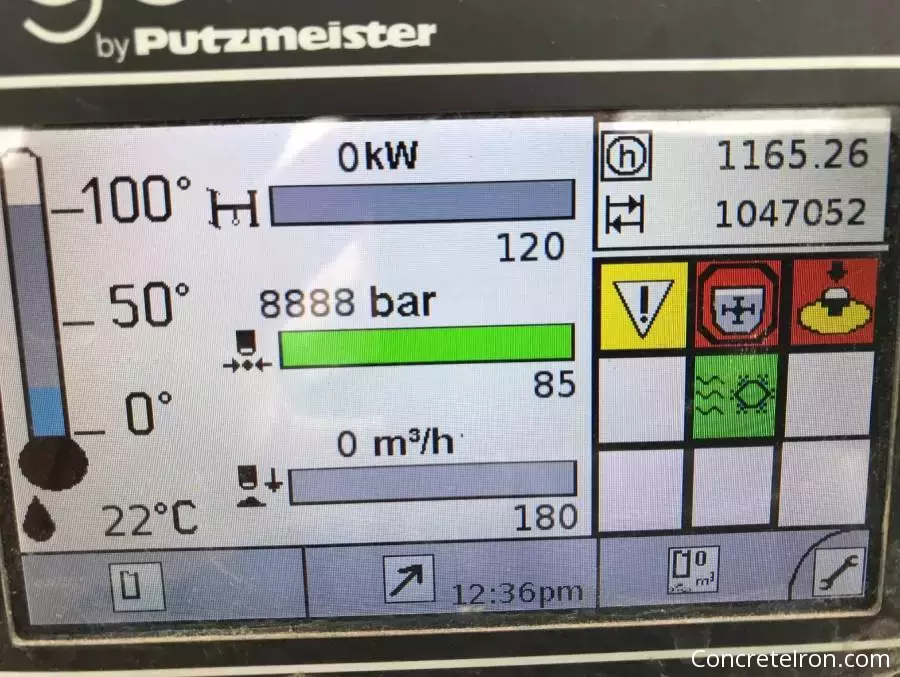 by Putzmeister
0kW
100°
120
50°
8888 bar
85
0°
0 m³/h
180
22°C
h
1165.26
1047052
!
12:36pm
0
m³
ConcreteIron.com